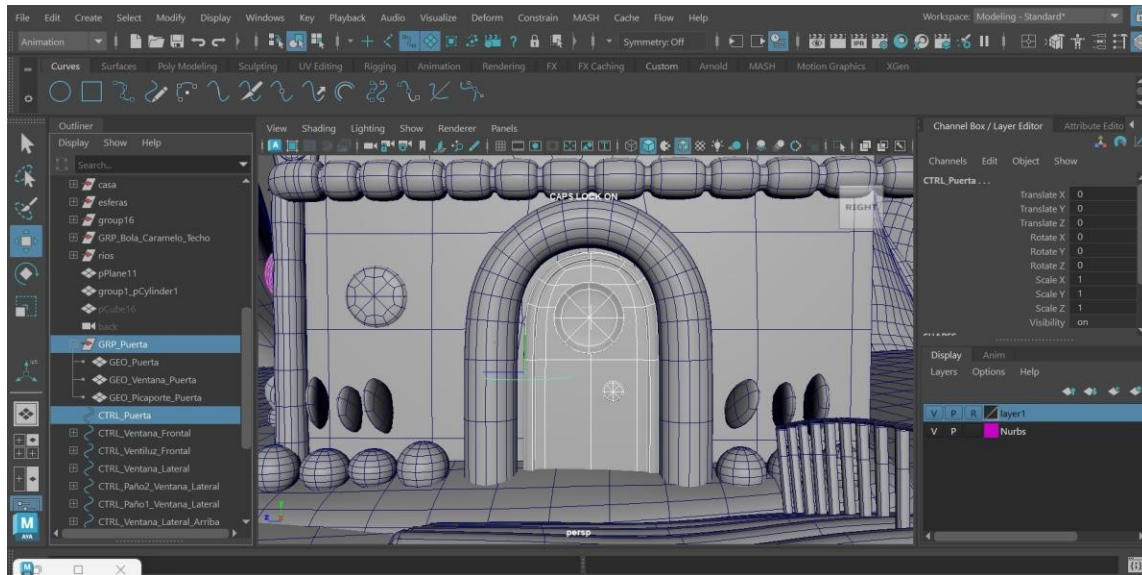 File Edit Create Select Modify Display Windows Key Playback Audio Visualize Deform Constrain MASH Cache Flow Help Workspace: Modeling - Standard*
Animation Symmetry: Off
Curves Surfaces Poly Modeling Sculpting UV Editing Rigging Animation Rendering FX FX Caching Custom Arnold MASH Motion Graphics XGen
Outliner
Display Show Help
Search...
casa
esferas
group16
GRP_Bola_Caramelo_Techo
rios
pPlane11
group1_pCylinder1
pCube16
back
GRP_Puerta
GEO_Puerta
GEO_Ventana_Puerta
GEO_Picaporte_Puerta
CTRL_Puerta
CTRL_Ventana_Frontal
CTRL_Ventiluz_Frontal
CTRL_Ventana_Lateral
CTRL_Paño2_Ventana_Lateral
CTRL_Paño1_Ventana_Lateral
CTRL_Ventana_Lateral_Arriba
View Shading Lighting Show Renderer Panels
CAPS LOCK ON
RIGHT
persp
Channel Box / Layer Editor Attribute Edito
Channels Edit Object Show
CTRL_Puerta . . .
Translate X 0
Translate Y 0
Translate Z 0
Rotate X 0
Rotate Y 0
Rotate Z 0
Scale X 1
Scale Y 1
Scale Z 1
Visibility on
Display Anim
Layers Options Help
V P R layer1
V P Nurbs
M